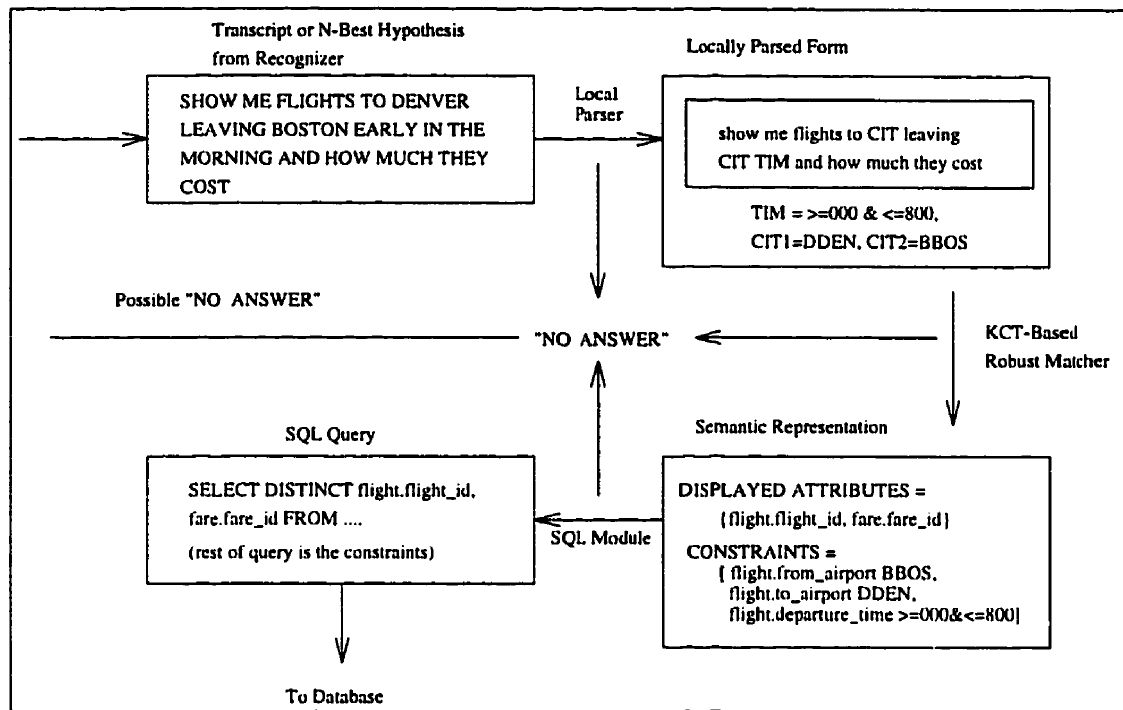 Transcript or N-Best Hypothesis
from Recognizer
SHOW ME FLIGHTS TO DENVER
LEAVING BOSTON EARLY IN THE
MORNING AND HOW MUCH THEY
COST
Local
Parser
Locally Parsed Form
show me flights to CIT leaving
CIT TIM and how much they cost
TIM = >=000 & <=800,
CIT1=DDEN, CIT2=BBOS
Possible "NO ANSWER"
"NO ANSWER"
KCT-Based
Robust Matcher
SQL Query
SELECT DISTINCT flight.flight_id,
fare.fare_id FROM ....
(rest of query is the constraints)
SQL Module
Semantic Representation
DISPLAYED ATTRIBUTES =
{flight.flight_id, fare.fare_id}
CONSTRAINTS =
{ flight.from_airport BBOS,
flight.to_airport DDEN,
flight.departure_time >=000&<=800}
To Database